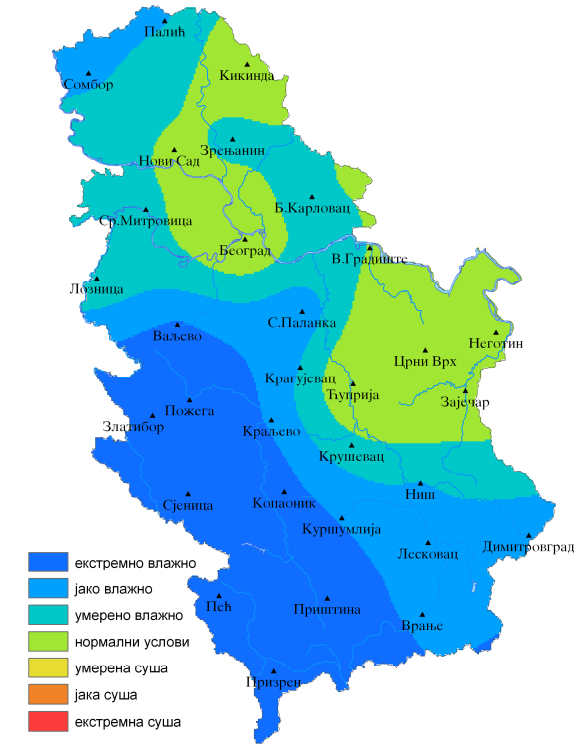 Палић
Сомбор
Кикинда
Зрењанин
Нови Сад
Б.Карловац
Ср.Митровица
Београд
В.Градиште
Лозница
С.Паланка
Ваљево
Неготин
Црни Врх
Крагујевац
Ћуприја
Зајечар
Пожега
Златибор
Краљево
Крушевац
Ниш
Сјеница
Копаоник
Куршумлија
Лесковац
Димитровград
Пећ
Приштина
Врање
Призрен
екстремно влажно
јако влажно
умерено влажно
нормални услови
умерена суша
јака суша
екстремна суша